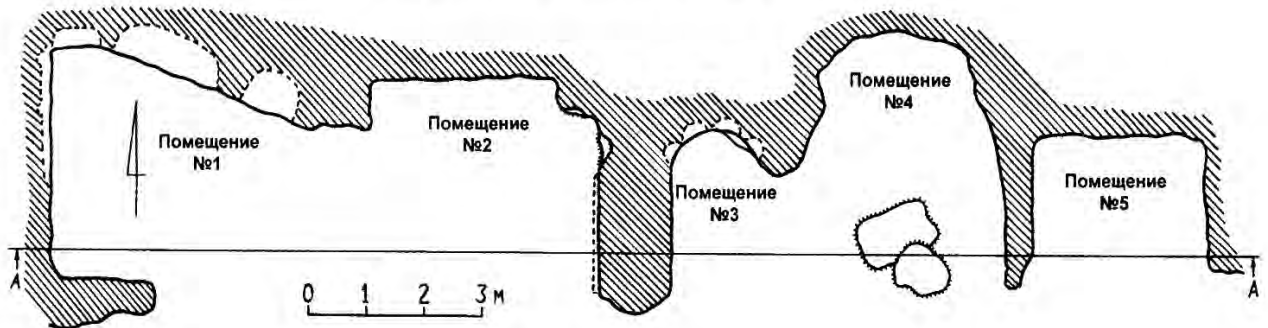 Помещение
№1
Помещение
№2
Помещение
№3
Помещение
№4
Помещение
№5
А А
0 1 2 3 м